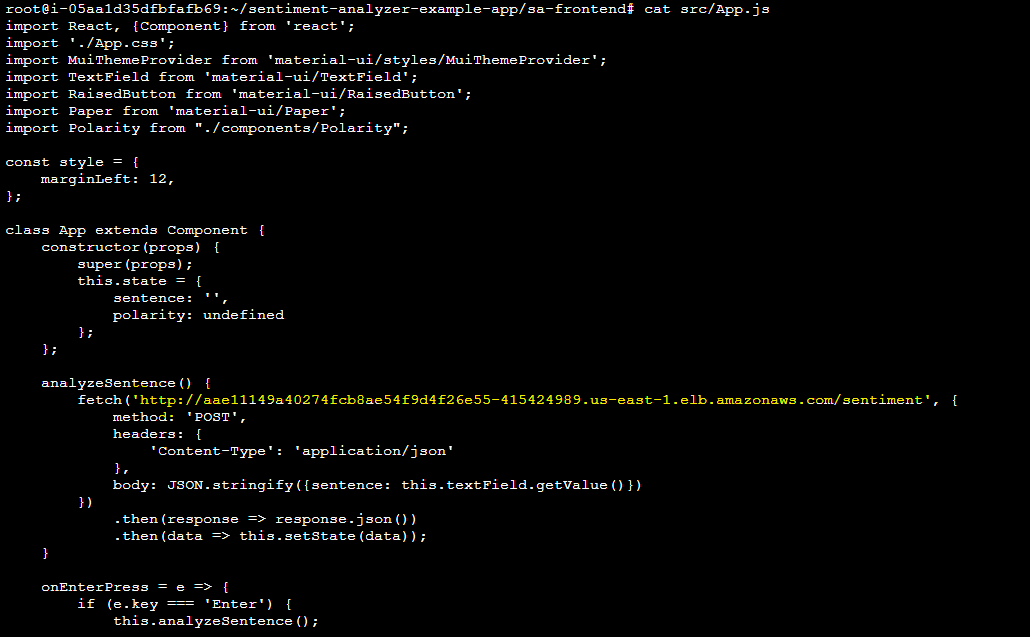 root@i-05aa1d35dfbfafb69:~/sentiment-analyzer-example-app/sa-frontend# cat src/App.js
import React, {Component} from 'react';
import './App.css';
import MuiThemeProvider from 'material-ui/styles/MuiThemeProvider';
import TextField from 'material-ui/TextField';
import RaisedButton from 'material-ui/RaisedButton';
import Paper from 'material-ui/Paper';
import Polarity from "./components/Polarity";

const style = {
    marginLeft: 12,
};

class App extends Component {
    constructor(props) {
        super(props);
        this.state = {
            sentence: '',
            polarity: undefined
        };
    };

    analyzeSentence() {
        fetch('http://aae11149a40274fcb8ae54f9d4f26e55-415424989.us-east-1.elb.amazonaws.com/sentiment', {
            method: 'POST',
            headers: {
                'Content-Type': 'application/json'
            },
            body: JSON.stringify({sentence: this.textField.getValue()})
        })
            .then(response => response.json())
            .then(data => this.setState(data));
    }

    onEnterPress = e => {
        if (e.key === 'Enter') {
            this.analyzeSentence();